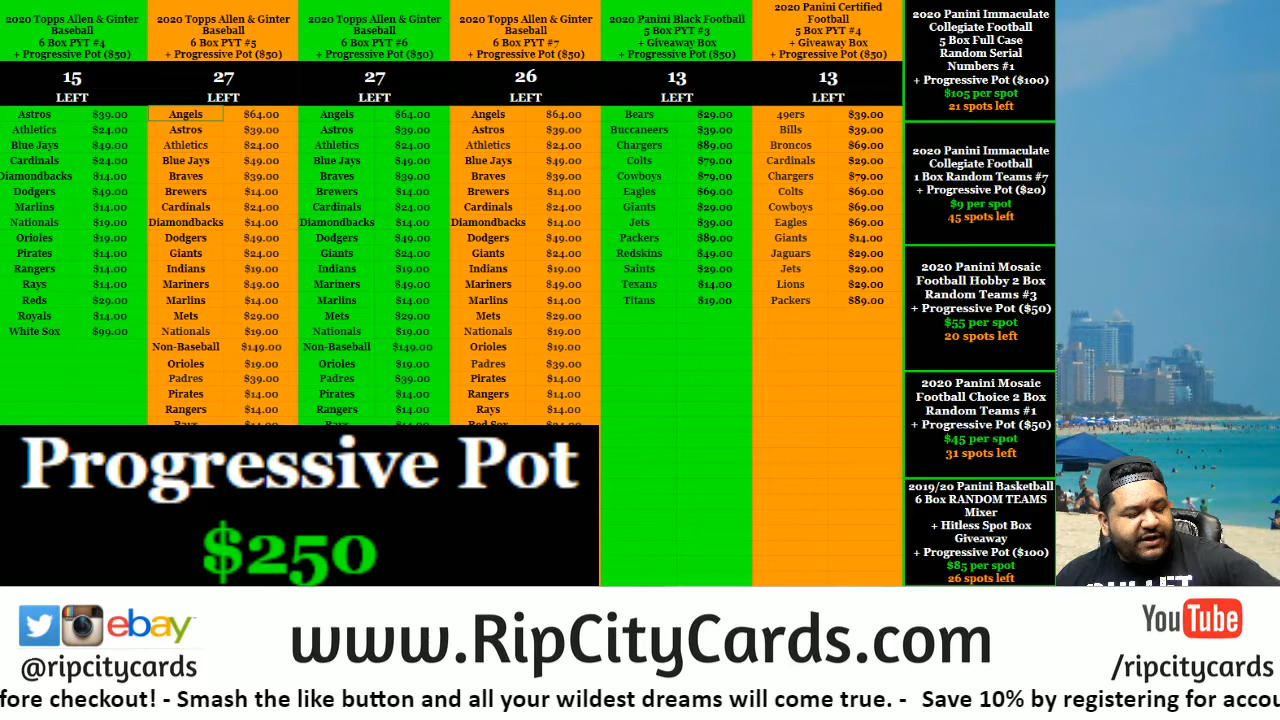 2020 Topps Allen & Ginter
Baseball
6 Box PYT #4
+ Progressive Pot ($50)
15
LEFT
Astros $39.00
Athletics $24.00
Blue Jays $49.00
Cardinals $24.00
Diamondbacks $14.00
Dodgers $49.00
Marlins $14.00
Nationals $19.00
Orioles $19.00
Pirates $14.00
Rangers $14.00
Rays $14.00
Reds $29.00
Royals $14.00
White Sox $99.00
2020 Topps Allen & Ginter
Baseball
6 Box PYT #5
+ Progressive Pot ($50)
27
LEFT
Angels $64.00
Astros $39.00
Athletics $24.00
Blue Jays $49.00
Braves $39.00
Brewers $14.00
Cardinals $24.00
Diamondbacks $14.00
Dodgers $49.00
Giants $24.00
Indians $19.00
Mariners $49.00
Marlins $14.00
Mets $29.00
Nationals $19.00
Non-Baseball $149.00
Orioles $19.00
Padres $39.00
Pirates $14.00
Rangers $14.00
2020 Topps Allen & Ginter
Baseball
6 Box PYT #6
+ Progressive Pot ($50)
27
LEFT
Angels $64.00
Astros $39.00
Athletics $24.00
Blue Jays $49.00
Braves $39.00
Brewers $14.00
Cardinals $24.00
Diamondbacks $14.00
Dodgers $49.00
Giants $24.00
Indians $19.00
Mariners $49.00
Marlins $14.00
Mets $29.00
Nationals $19.00
Non-Baseball $149.00
Orioles $19.00
Padres $39.00
Pirates $14.00
Rangers $14.00
2020 Topps Allen & Ginter
Baseball
6 Box PYT #7
+ Progressive Pot ($50)
26
LEFT
Angels $64.00
Astros $39.00
Athletics $24.00
Blue Jays $49.00
Braves $39.00
Brewers $14.00
Cardinals $24.00
Diamondbacks $14.00
Dodgers $49.00
Giants $24.00
Indians $19.00
Mariners $49.00
Marlins $14.00
Mets $29.00
Nationals $19.00
Orioles $19.00
Padres $39.00
Pirates $14.00
Rangers $14.00
Rays $14.00
2020 Panini Black Football
5 Box PYT #3
+ Giveaway Box
+ Progressive Pot ($50)
13
LEFT
Bears $29.00
Buccaneers $39.00
Chargers $89.00
Colts $79.00
Cowboys $79.00
Eagles $69.00
Giants $29.00
Jets $39.00
Packers $89.00
Redskins $49.00
Saints $29.00
Texans $14.00
Titans $19.00
2020 Panini Certified
Football
5 Box PYT #4
+ Giveaway Box
+ Progressive Pot ($50)
13
LEFT
49ers $39.00
Bills $39.00
Broncos $69.00
Cardinals $29.00
Chargers $79.00
Colts $69.00
Cowboys $69.00
Eagles $69.00
Giants $14.00
Jaguars $29.00
Jets $29.00
Lions $29.00
Packers $89.00
2020 Panini Immaculate
Collegiate Football
5 Box Full Case
Random Serial
Numbers #1
+ Progressive Pot ($100)
$105 per spot
21 spots left
2020 Panini Immaculate
Collegiate Football
1 Box Random Teams #7
+ Progressive Pot ($20)
$9 per spot
45 spots left
2020 Panini Mosaic
Football Hobby 2 Box
Random Teams #3
+ Progressive Pot ($50)
$55 per spot
20 spots left
2020 Panini Mosaic
Football Choice 2 Box
Random Teams #1
+ Progressive Pot ($50)
$45 per spot
31 spots left
2019/20 Panini Basketball
6 Box RANDOM TEAMS
Mixer
+ Hitless Spot Box
Giveaway
+ Progressive Pot ($100)
$85 per spot
26 spots left
Progressive Pot
$250
ebay
@ripcitycards
www.RipCityCards.com
YouTube
/ripcitycards
fore checkout! - Smash the like button and all your wildest dreams will come true. - Save 10% by registering for accou